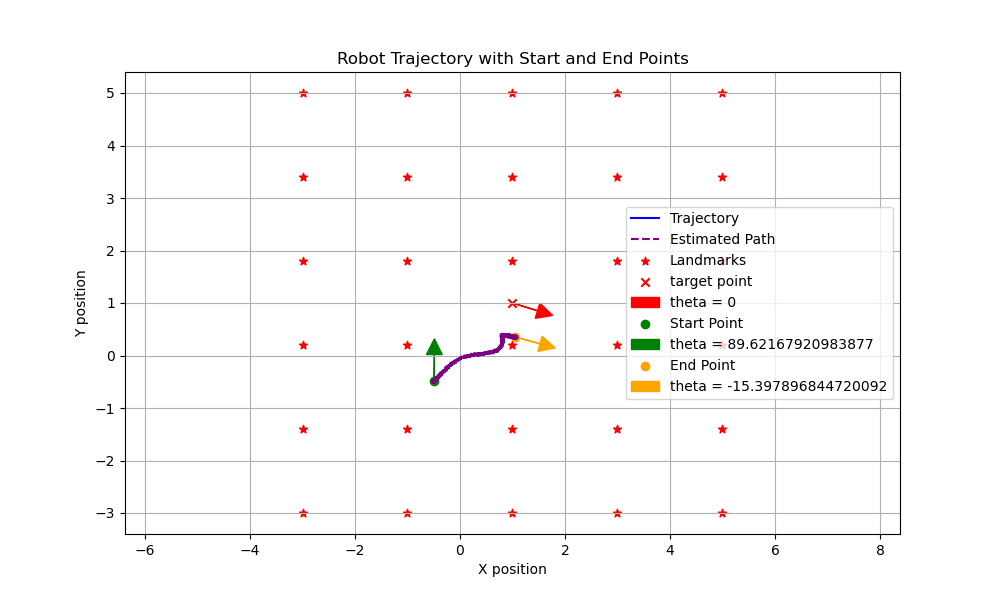 Robot Trajectory with Start and End Points
5
4
3
2
1
0
−1
−2
−3
Y position
Trajectory
Estimated Path
Landmarks
target point
theta = 0
Start Point
theta = 89.62167920983877
End Point
theta = -15.397896844720092
−6
−4
−2
0
2
4
6
8
X position